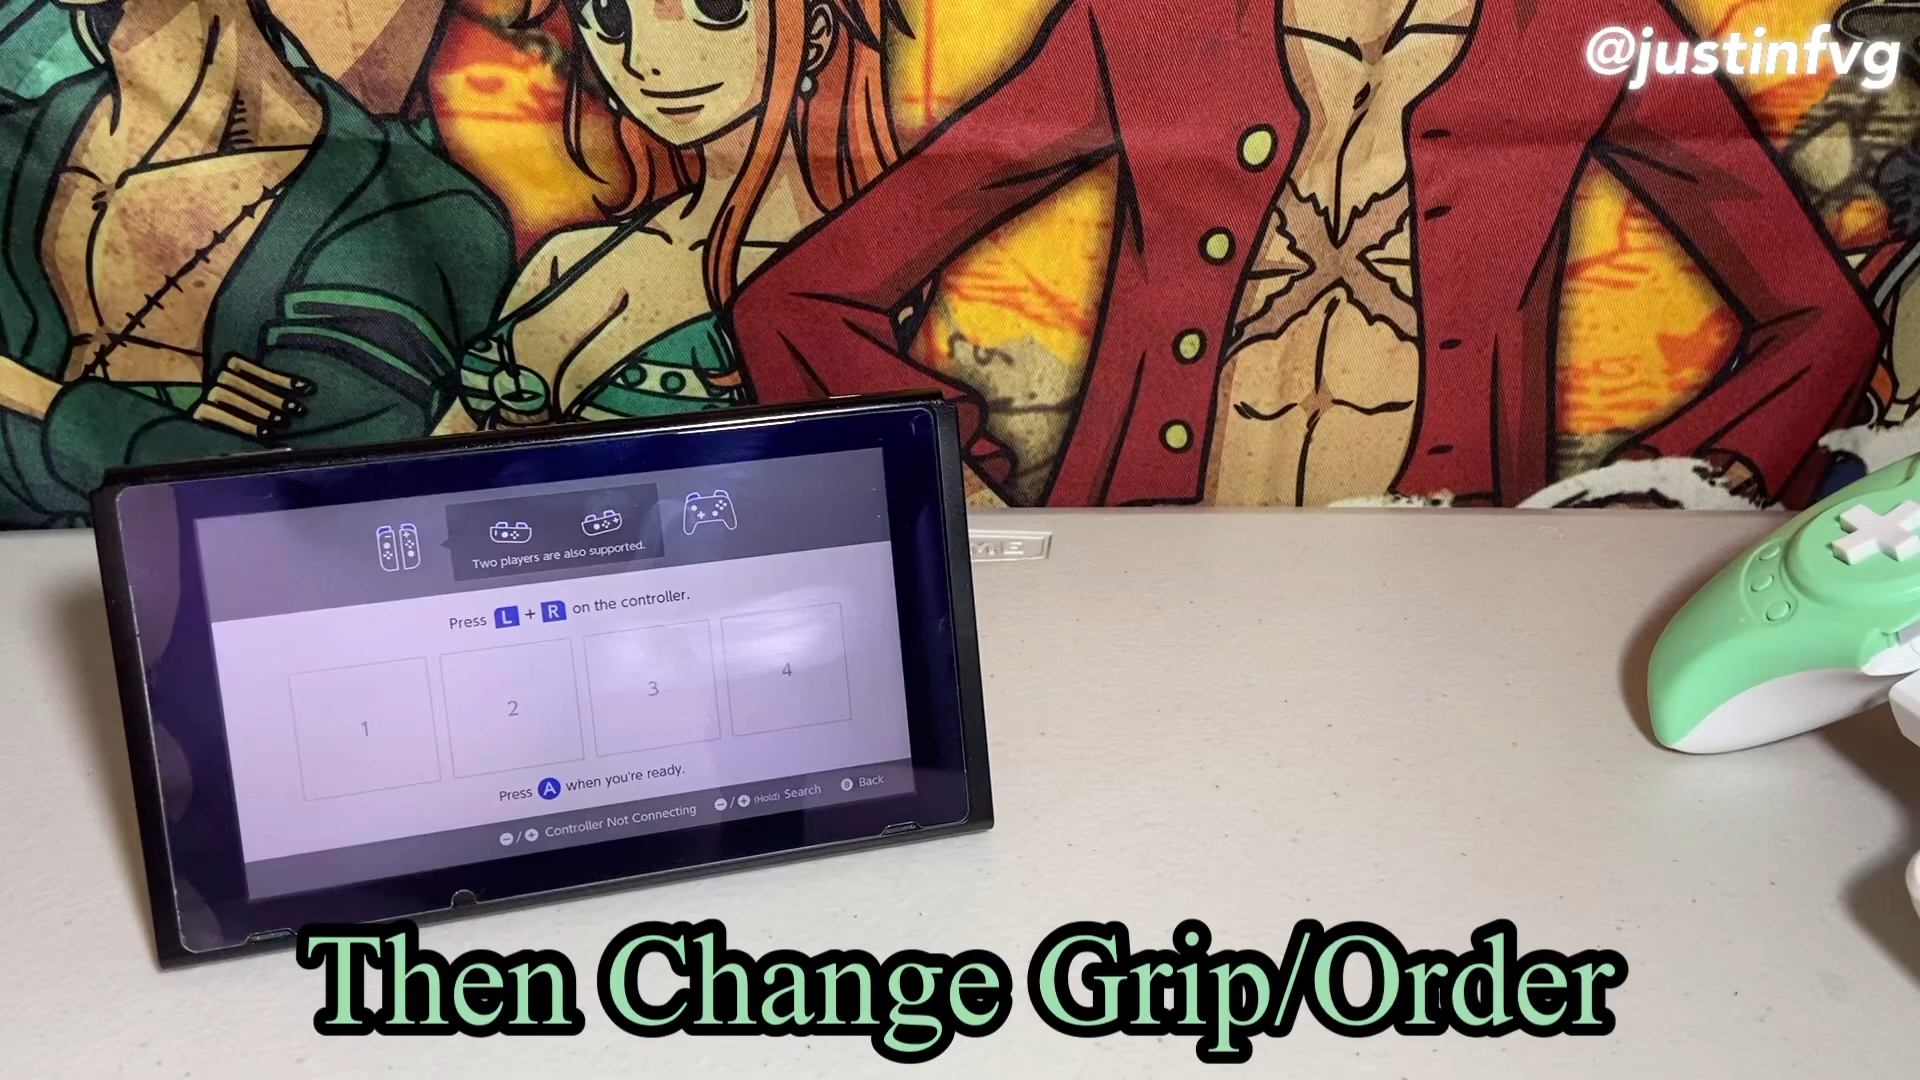 @justinfvg
Two players are also supported.
Press L + R on the controller.
1 2 3 4
Press A when you're ready.
-/+ Controller Not Connecting -/+ (Hold) Search B Back
Then Change Grip/Order